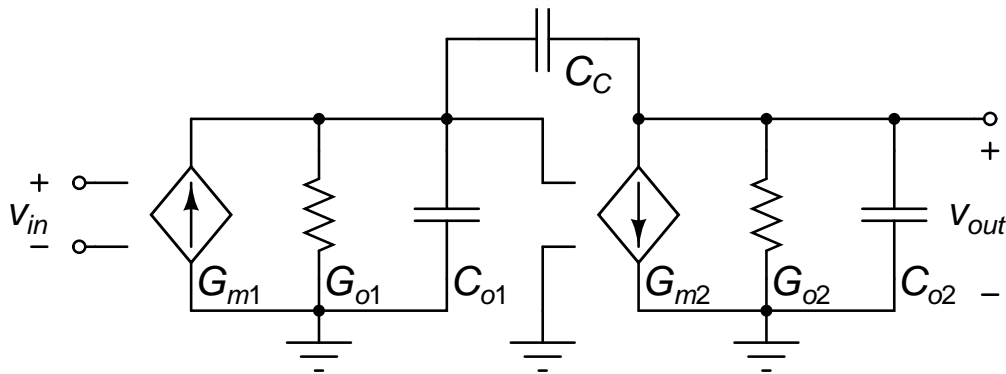 C_C
+
+
v_in
v_out
−
G_m1
G_o1
C_o1
G_m2
G_o2
C_o2
−